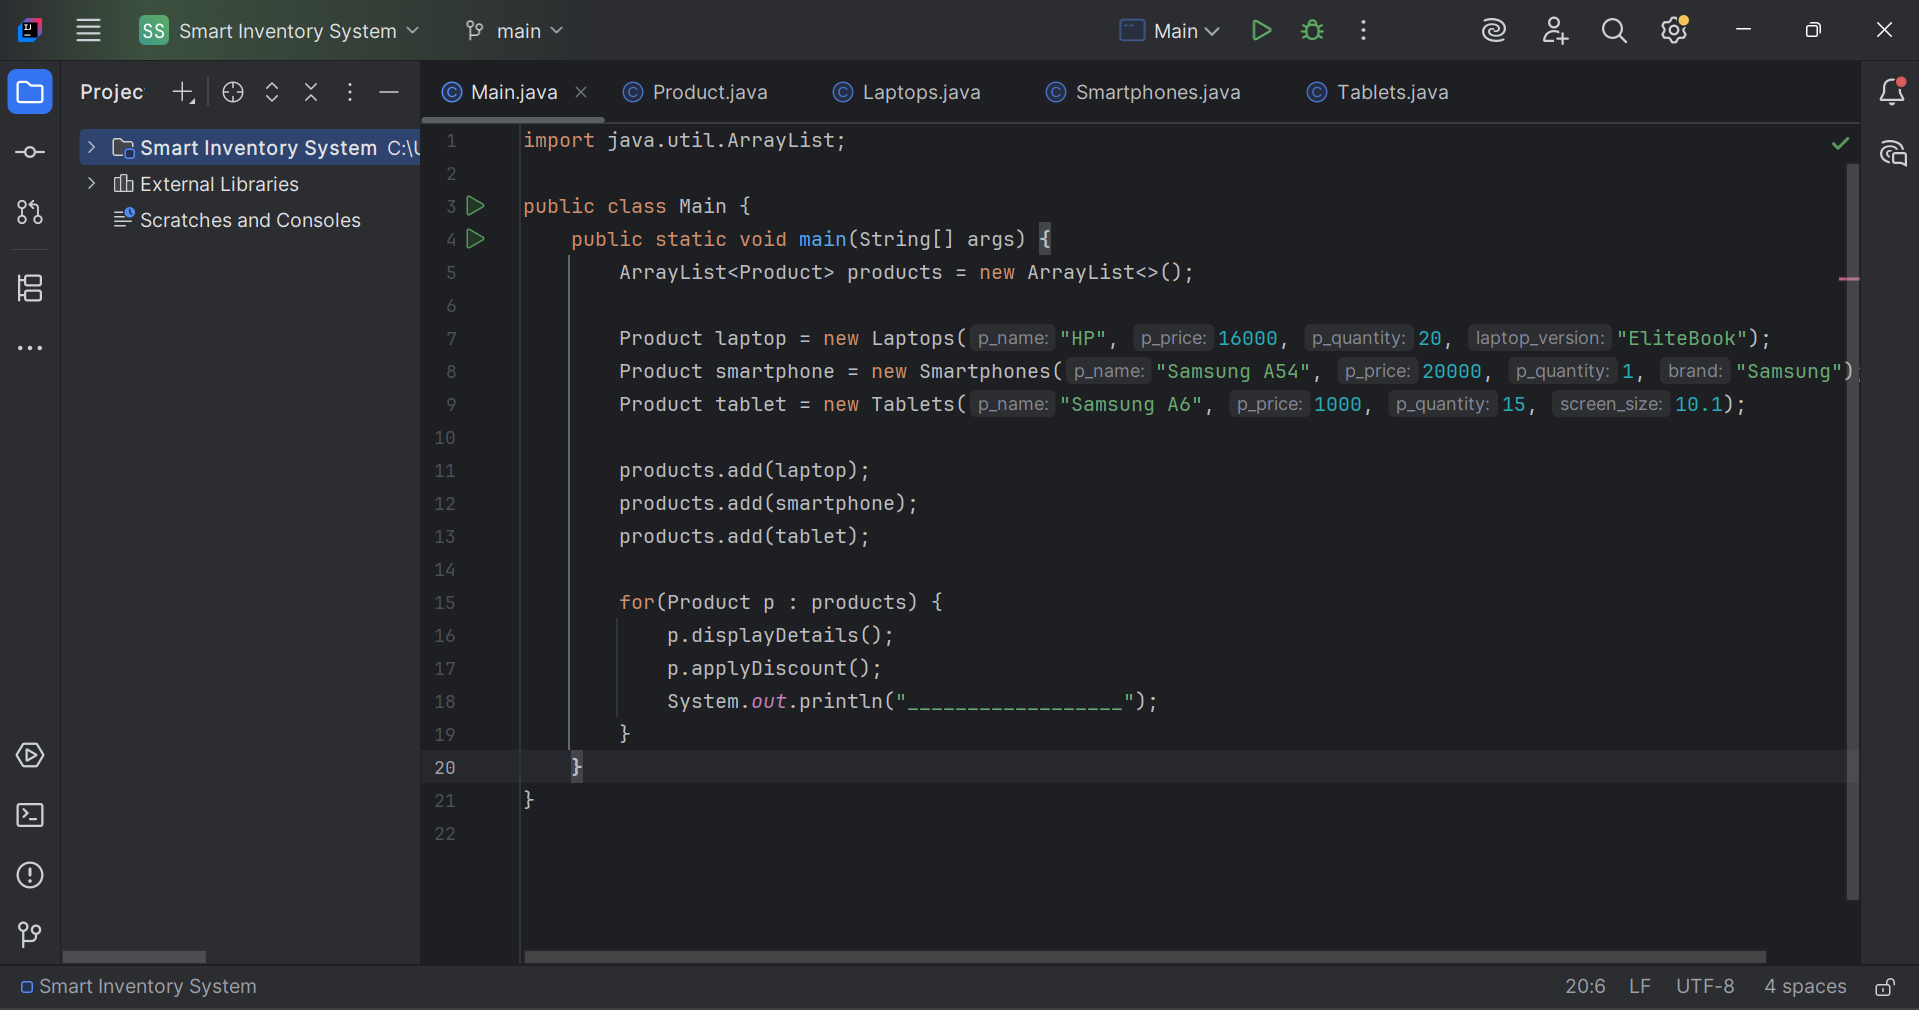 SS Smart Inventory System main Main
Projec
Main.java Product.java Laptops.java Smartphones.java Tablets.java
Smart Inventory System C:\U
External Libraries
Scratches and Consoles
1 import java.util.ArrayList;
2
3 public class Main {
4 public static void main(String[] args) {
5 ArrayList<Product> products = new ArrayList<>();
6
7 Product laptop = new Laptops( p_name: "HP", p_price: 16000, p_quantity: 20, laptop_version: "EliteBook");
8 Product smartphone = new Smartphones( p_name: "Samsung A54", p_price: 20000, p_quantity: 1, brand: "Samsung");
9 Product tablet = new Tablets( p_name: "Samsung A6", p_price: 1000, p_quantity: 15, screen_size: 10.1);
10
11 products.add(laptop);
12 products.add(smartphone);
13 products.add(tablet);
14
15 for(Product p : products) {
16 p.displayDetails();
17 p.applyDiscount();
18 System.out.println("__________________");
19 }
20 }
21 }
22
Smart Inventory System 20:6 LF UTF-8 4 spaces